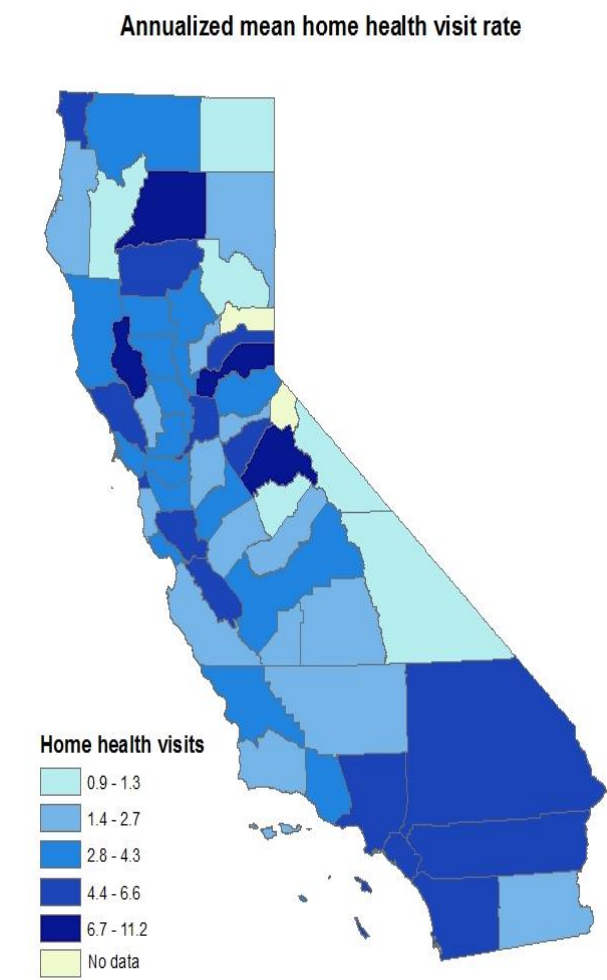 Annualized mean home health visit rate
Home health visits
0.9 - 1.3
1.4 - 2.7
2.8 - 4.3
4.4 - 6.6
6.7 - 11.2
No data